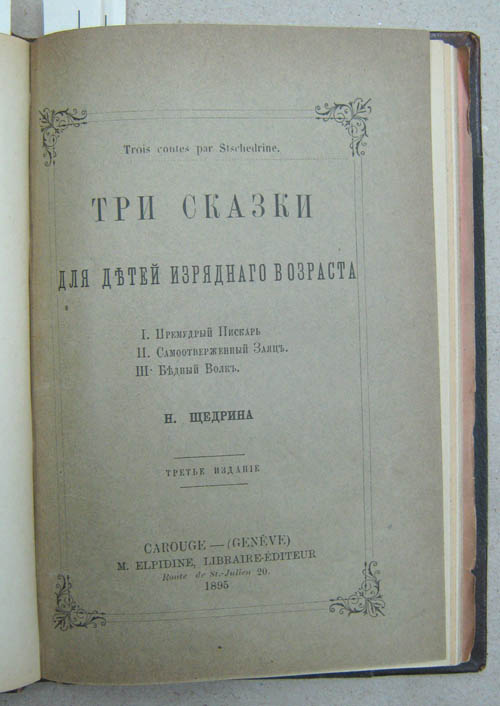 Trois contes par Stschedrine.
ТРИ СКАЗКИ
ДЛЯ ДѢТЕЙ ИЗРЯДНАГО ВОЗРАСТА
I. Премудрый Пискарь
II. Самоотверженный Заяцъ.
III· Бѣдный Волкъ.
Н. ЩЕДРИНА
ТРЕТЬЕ ИЗДАНІЕ
CAROUGE — (GENÈVE)
M. ELPIDINE, LIBRAIRE-ÉDITEUR
Route de St.-Julien 20.
1895